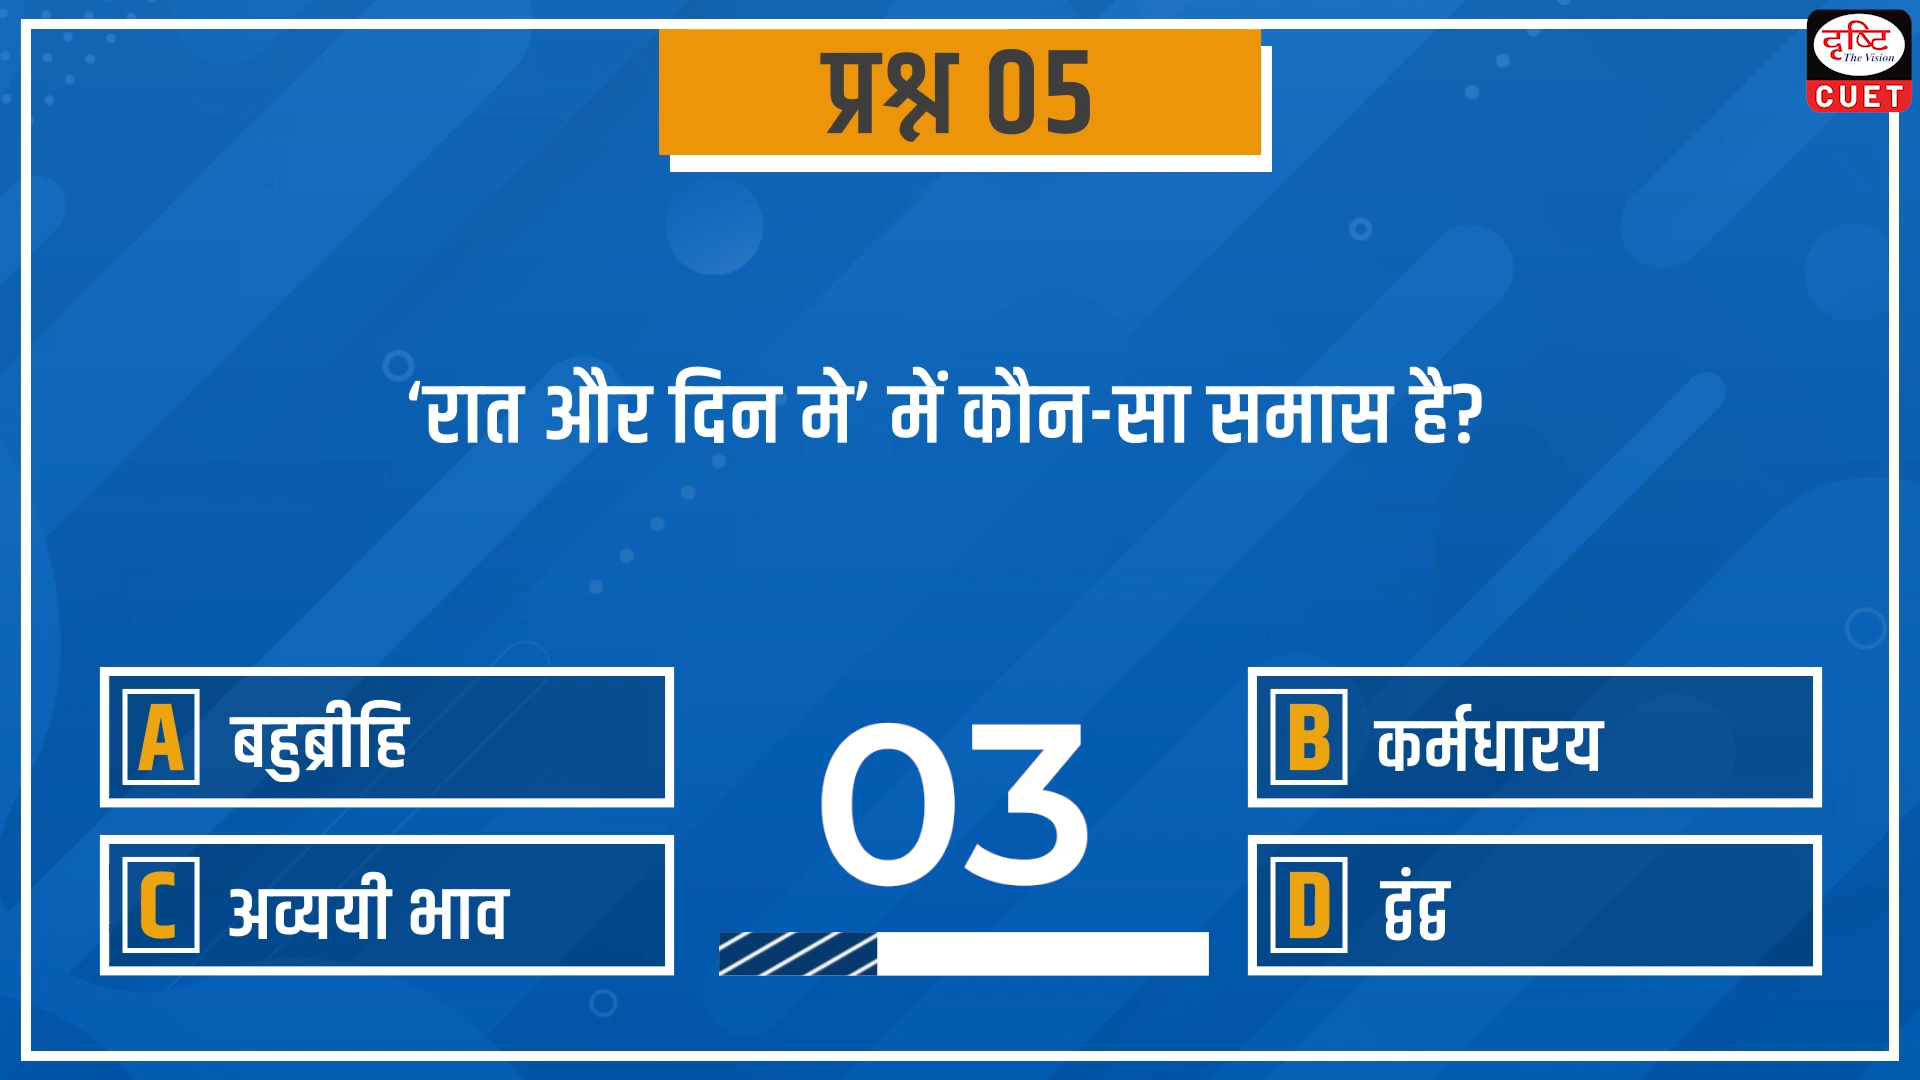 दृष्टि
The Vision
CUET
प्रश्न 05
‘रात और दिन मे’ में कौन-सा समास है?
A बहुब्रीहि
B कर्मधारय
03
C अव्ययी भाव
D द्वंद्व